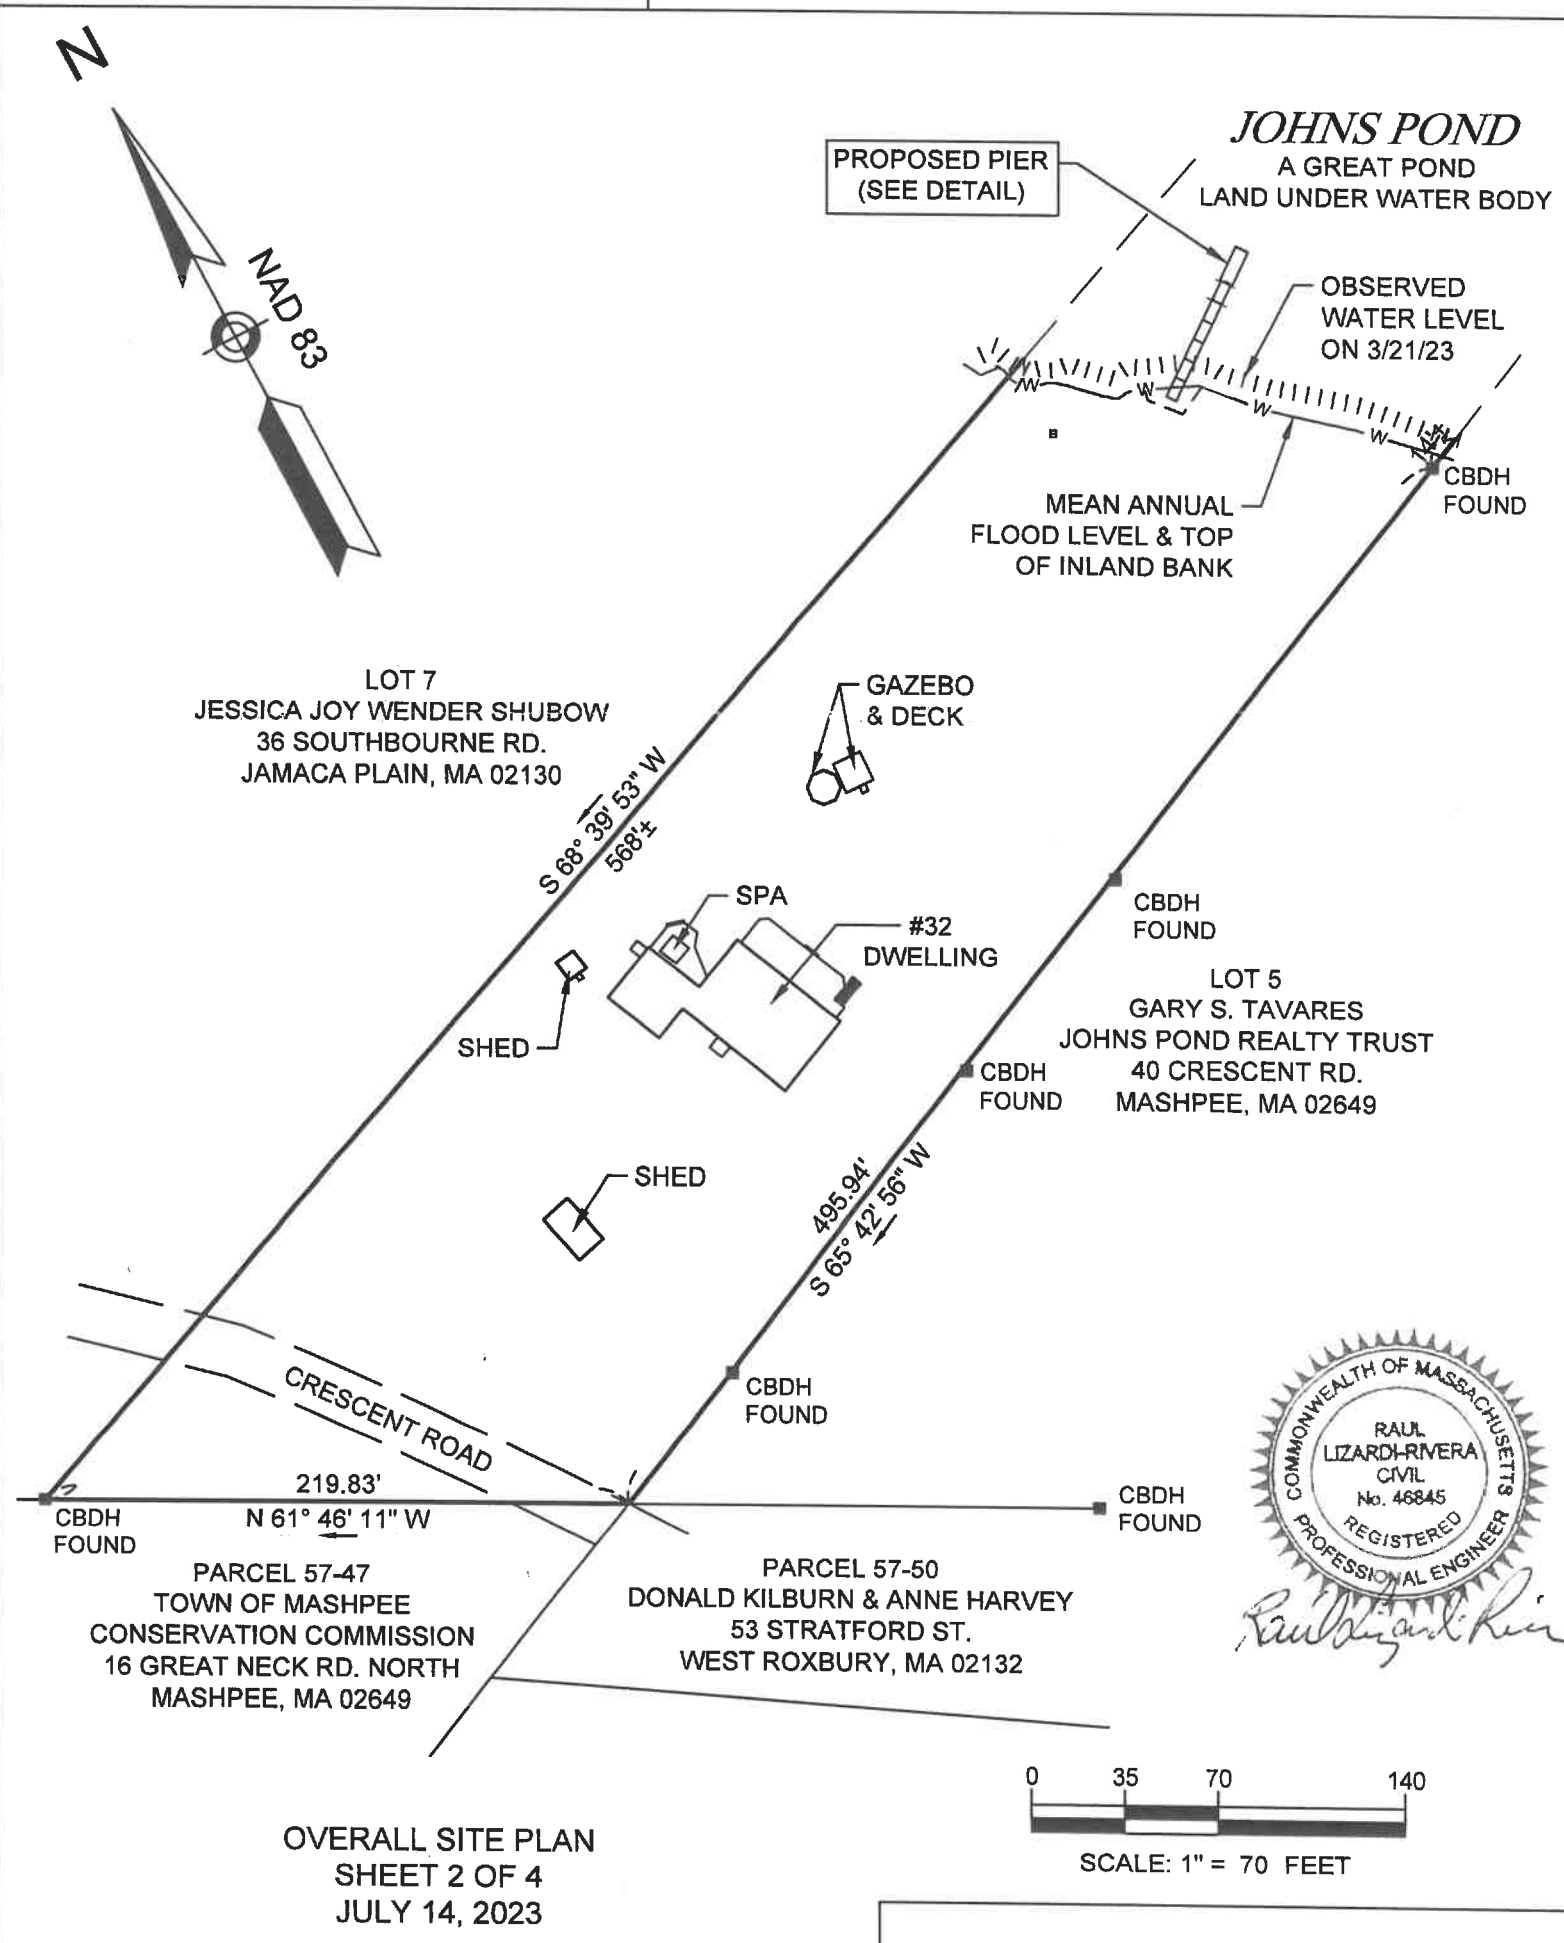 N
NAD 83
JOHNS POND
A GREAT POND
LAND UNDER WATER BODY
PROPOSED PIER
(SEE DETAIL)
OBSERVED
WATER LEVEL
ON 3/21/23
W
W
W
W
CBDH
FOUND
MEAN ANNUAL
FLOOD LEVEL & TOP
OF INLAND BANK
LOT 7
JESSICA JOY WENDER SHUBOW
36 SOUTHBOURNE RD.
JAMACA PLAIN, MA 02130
GAZEBO
& DECK
S 68° 39' 53" W
568'±
SPA
#32
DWELLING
CBDH
FOUND
SHED
LOT 5
GARY S. TAVARES
JOHNS POND REALTY TRUST
40 CRESCENT RD.
MASHPEE, MA 02649
CBDH
FOUND
SHED
495.94'
S 65° 42' 56" W
CRESCENT ROAD
CBDH
FOUND
219.83'
N 61° 46' 11" W
CBDH
FOUND
CBDH
FOUND
COMMONWEALTH OF MASSACHUSETTS
RAUL
LIZARDI-RIVERA
CIVIL
No. 46845
REGISTERED
PROFESSIONAL ENGINEER
PARCEL 57-47
TOWN OF MASHPEE
CONSERVATION COMMISSION
16 GREAT NECK RD. NORTH
MASHPEE, MA 02649
PARCEL 57-50
DONALD KILBURN & ANNE HARVEY
53 STRATFORD ST.
WEST ROXBURY, MA 02132
0 35 70 140
SCALE: 1" = 70 FEET
OVERALL SITE PLAN
SHEET 2 OF 4
JULY 14, 2023